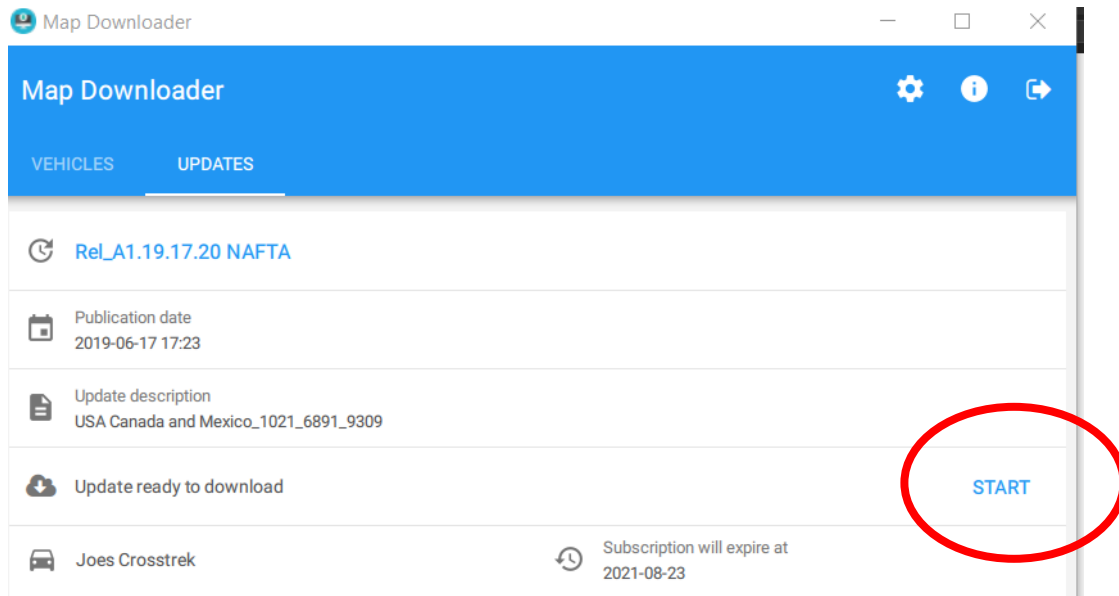 Map Downloader
Map Downloader
VEHICLES UPDATES
Rel_A1.19.17.20 NAFTA
Publication date
2019-06-17 17:23
Update description
USA Canada and Mexico_1021_6891_9309
Update ready to download START
Joes Crosstrek
Subscription will expire at
2021-08-23